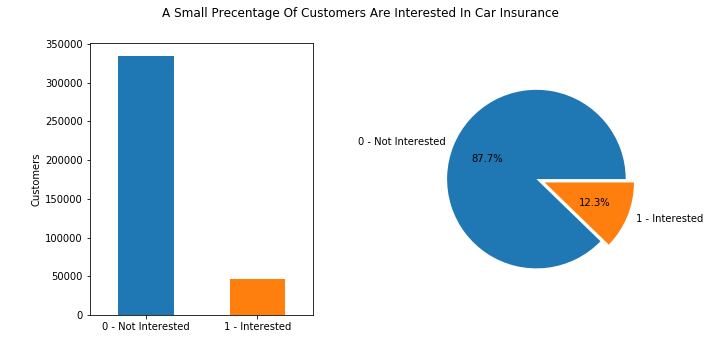 A Small Precentage Of Customers Are Interested In Car Insurance
350000
300000
250000
200000
150000
100000
50000
0
Customers
0 - Not Interested
1 - Interested
0 - Not Interested
87.7%
12.3%
1 - Interested